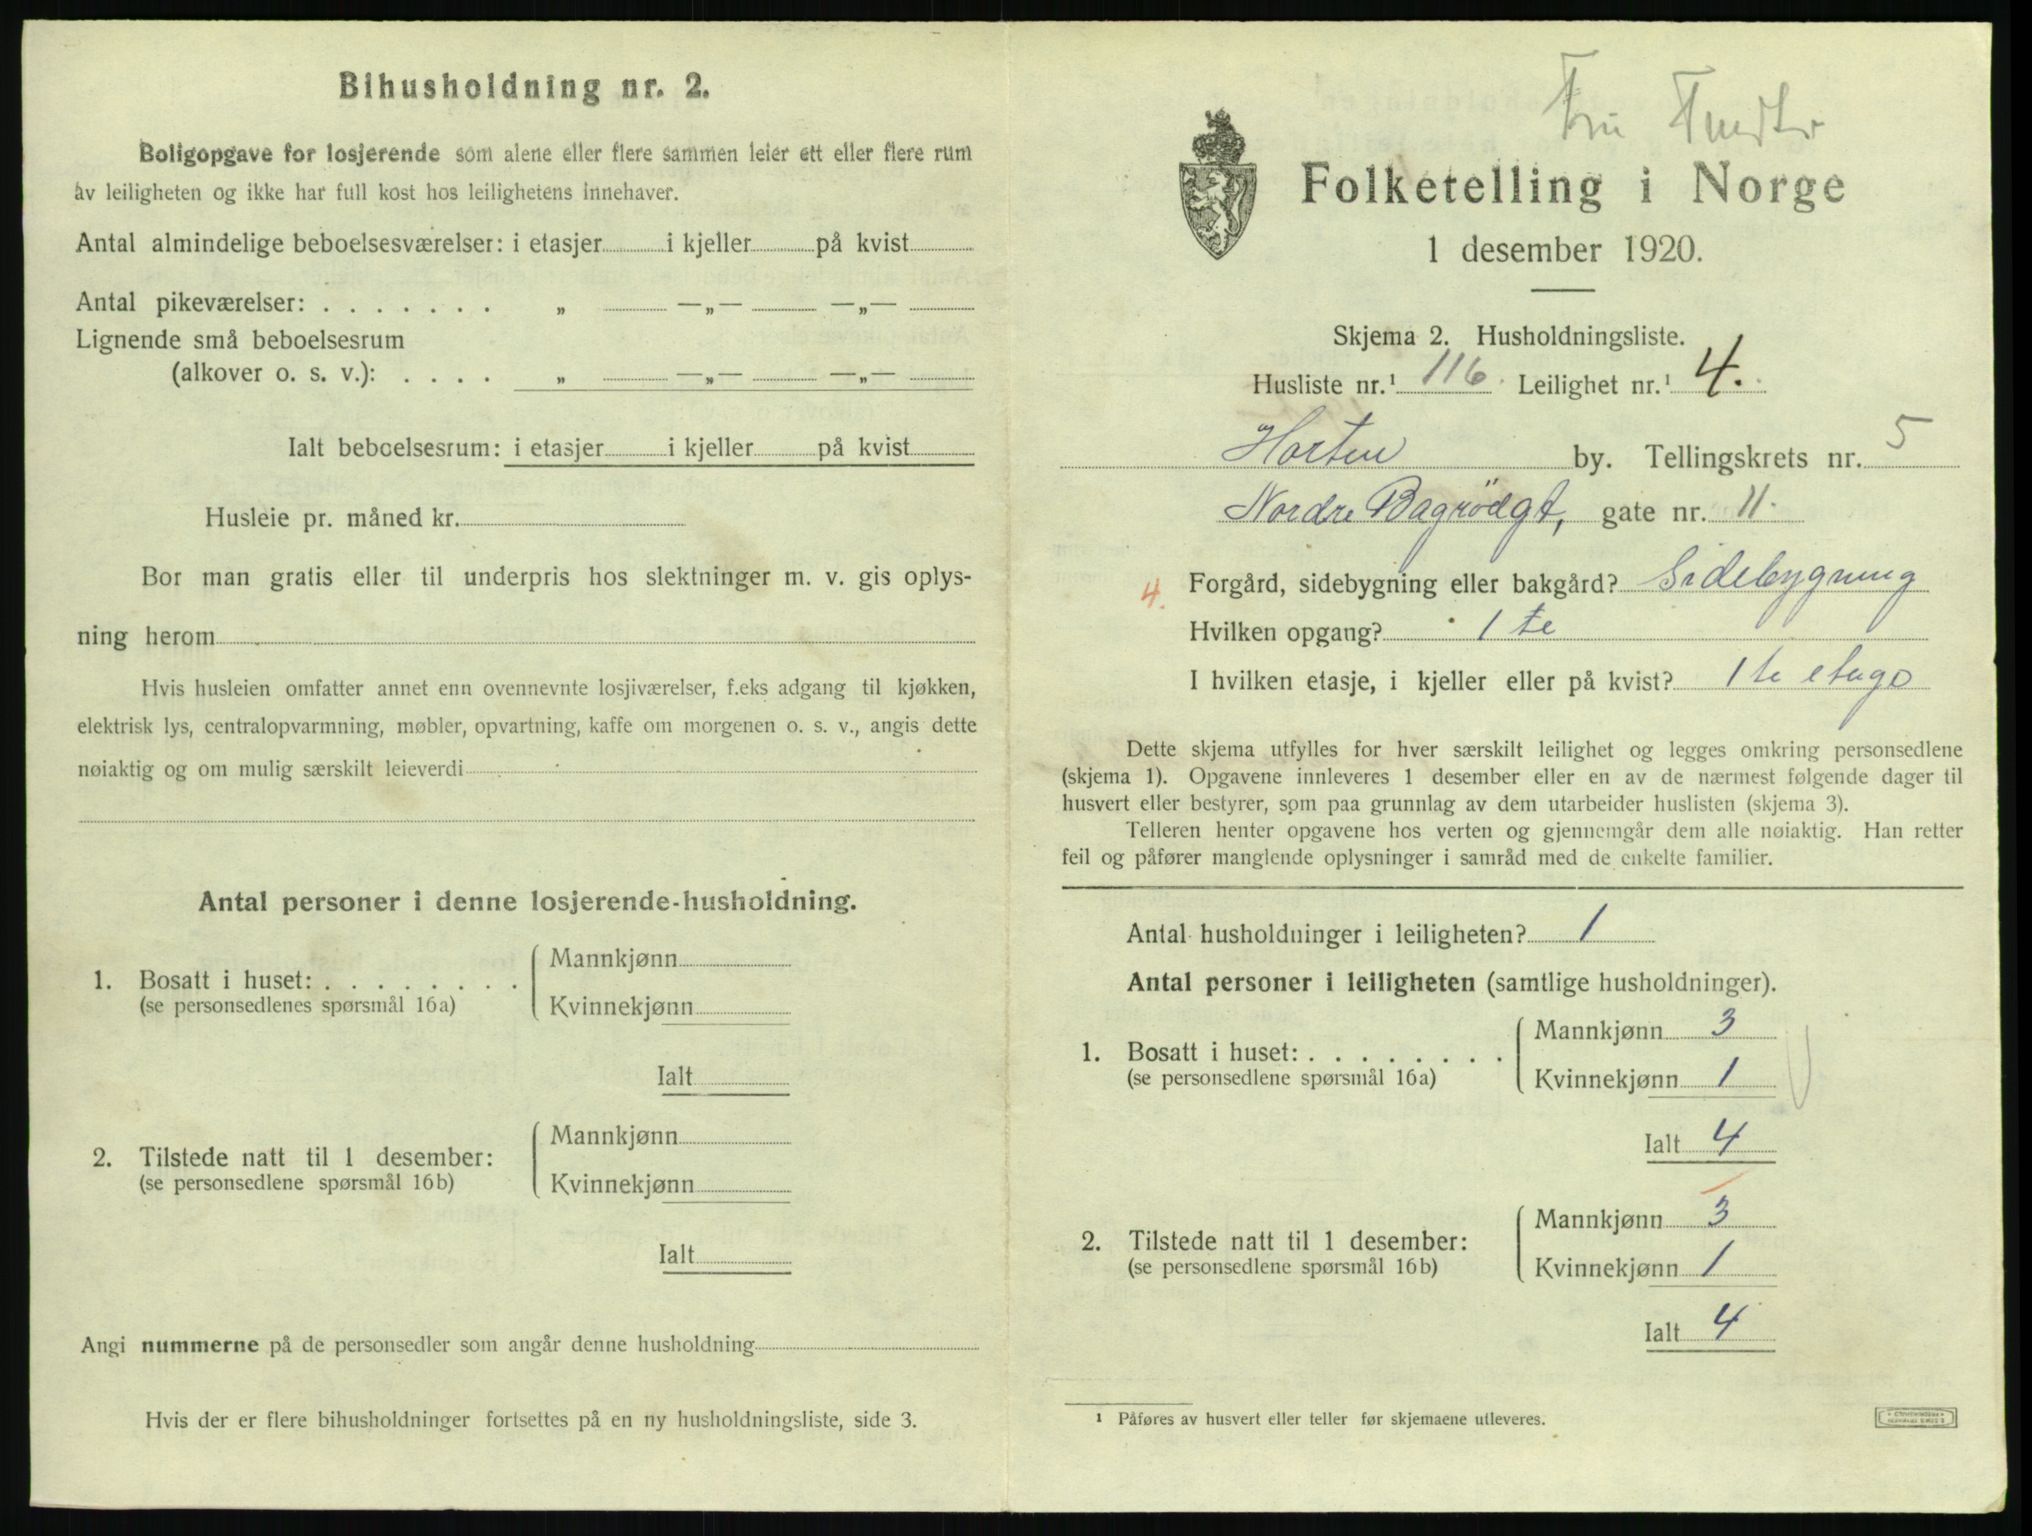 Bihusholdning nr. 2.
Boligopgave for losjerende som alene eller flere sammen leier ett eller flere rum
av leiligheten og ikke har full kost hos leilighetens innehaver.
Antal almindelige beboelsesværelser: i etasjer i kjeller på kvist
Antal pikeværelser: . . . . . . . „ —„— —„—
Lignende små beboelsesrum
(alkover o. s. v.): . . . . „ —„— —„—
Ialt beboelsesrum: i etasjer i kjeller på kvist
Husleie pr. måned kr.
Bor man gratis eller til underpris hos slektninger m. v. gis oplys-
ning herom
Hvis husleien omfatter annet enn ovennevnte losjiværelser, f.eks adgang til kjøkken,
elektrisk lys, centralopvarmning, møbler, opvartning, kaffe om morgenen o. s. v., angis dette
nøiaktig og om mulig særskilt leieverdi
Antal personer i denne losjerende-husholdning.
1. Bosatt i huset: . . . . . . . . Mannkjønn
(se personsedlenes spørsmål 16a) Kvinnekjønn
Ialt
2. Tilstede natt til 1 desember: Mannkjønn
(se personsedlene spørsmål 16b) Kvinnekjønn
Ialt
Angi nummerne på de personsedler som angår denne husholdning
Hvis der er flere bihusholdninger fortsettes på en ny husholdningsliste, side 3.
Fru
Folketelling i Norge
1 desember 1920.
Skjema 2. Husholdningsliste.
Husliste nr.¹ 116. Leilighet nr.¹ 4.
Horten by. Tellingskrets nr. 5
Nordre Bagrödgt, gate nr. 11.
4. Forgård, sidebygning eller bakgård? Sidebygning
Hvilken opgang? 1 te
I hvilken etasje, i kjeller eller på kvist? 1 te etage
Dette skjema utfylles for hver særskilt leilighet og legges omkring personsedlene
(skjema 1). Opgavene innleveres 1 desember eller en av de nærmest følgende dager til
husvert eller bestyrer, som paa grunnlag av dem utarbeider huslisten (skjema 3).
Telleren henter opgavene hos verten og gjennemgår dem alle nøiaktig. Han retter
feil og påfører manglende oplysninger i samråd med de enkelte familier.
Antal husholdninger i leiligheten? 1
Antal personer i leiligheten (samtlige husholdninger).
1. Bosatt i huset: . . . . . . . . Mannkjønn 3
(se personsedlene spørsmål 16a) Kvinnekjønn 1
Ialt 4
2. Tilstede natt til 1 desember: Mannkjønn 3
(se personsedlene spørsmål 16b) Kvinnekjønn 1
Ialt 4
¹ Påføres av husvert eller teller før skjemaene utleveres.